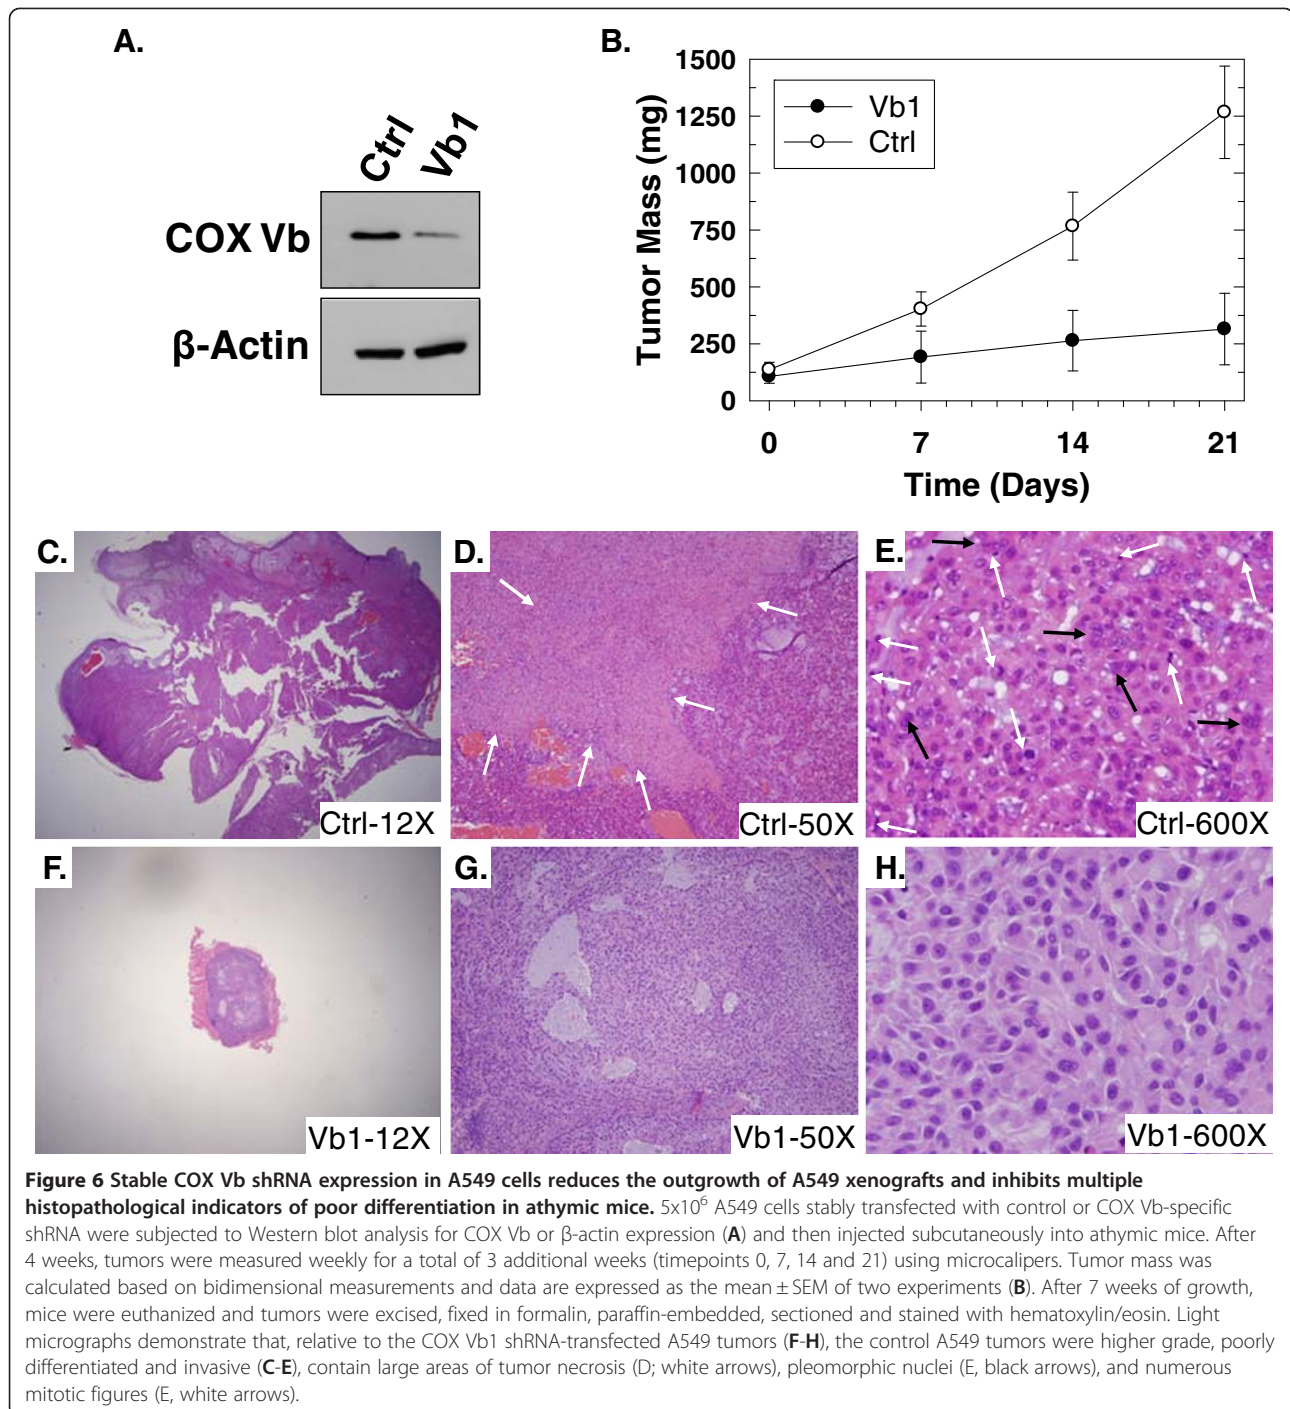 A.
Ctrl
Vb1
COX Vb
β-Actin
B.
Tumor Mass (mg)
1500
1250
1000
750
500
250
0
Vb1
Ctrl
0 7 14 21
Time (Days)
C.
Ctrl-12X
D.
Ctrl-50X
E.
Ctrl-600X
F.
Vb1-12X
G.
Vb1-50X
H.
Vb1-600X
Figure 6 Stable COX Vb shRNA expression in A549 cells reduces the outgrowth of A549 xenografts and inhibits multiple
histopathological indicators of poor differentiation in athymic mice. 5x10⁶ A549 cells stably transfected with control or COX Vb-specific
shRNA were subjected to Western blot analysis for COX Vb or β-actin expression (A) and then injected subcutaneously into athymic mice. After
4 weeks, tumors were measured weekly for a total of 3 additional weeks (timepoints 0, 7, 14 and 21) using microcalipers. Tumor mass was
calculated based on bidimensional measurements and data are expressed as the mean ± SEM of two experiments (B). After 7 weeks of growth,
mice were euthanized and tumors were excised, fixed in formalin, paraffin-embedded, sectioned and stained with hematoxylin/eosin. Light
micrographs demonstrate that, relative to the COX Vb1 shRNA-transfected A549 tumors (F-H), the control A549 tumors were higher grade, poorly
differentiated and invasive (C-E), contain large areas of tumor necrosis (D; white arrows), pleomorphic nuclei (E, black arrows), and numerous
mitotic figures (E, white arrows).